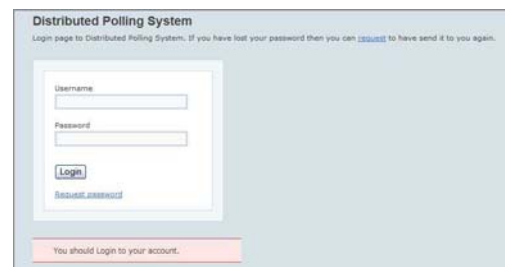 Distributed Polling System
Login page to Distributed Polling System. If you have lost your password then you can request to have send it to you again.
Username
Password
Login
Request password
You should Login to your account.